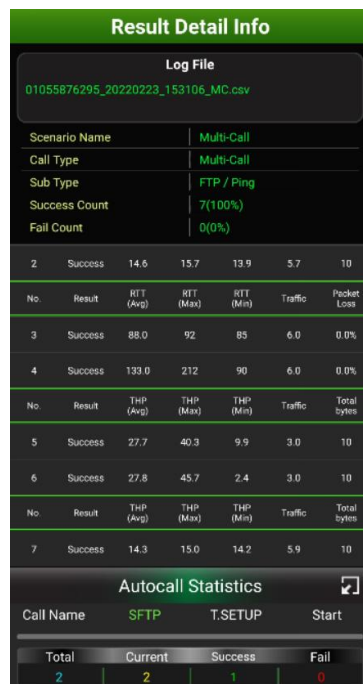 Result Detail Info
Log File
01055876295_20220223_153106_MC.csv
Scenario Name Multi-Call
Call Type Multi-Call
Sub Type FTP / Ping
Success Count 7(100%)
Fail Count 0(0%)
2 Success 14.6 15.7 13.9 5.7 10
No. Result RTT (Avg) RTT (Max) RTT (Min) Traffic Packet Loss
3 Success 88.0 92 85 6.0 0.0%
4 Success 133.0 212 90 6.0 0.0%
No. Result THP (Avg) THP (Max) THP (Min) Traffic Total bytes
5 Success 27.7 40.3 9.9 3.0 10
6 Success 27.8 45.7 2.4 3.0 10
No. Result THP (Avg) THP (Max) THP (Min) Traffic Total bytes
7 Success 14.3 15.0 14.2 5.9 10
Autocall Statistics
Call Name SFTP T.SETUP Start
Total Current Success Fail
2 2 1 0